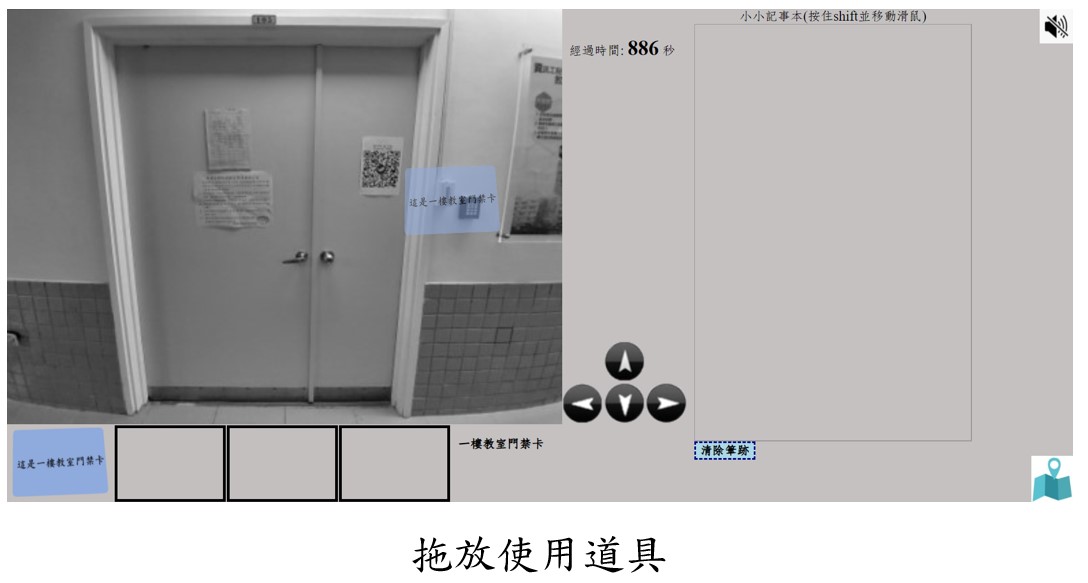 195
小小記事本(按住shift並移動滑鼠)
經過時間: 886 秒
這是一樓教室門禁卡
這是一樓教室門禁卡
一樓教室門禁卡
清除筆跡
拖放使用道具